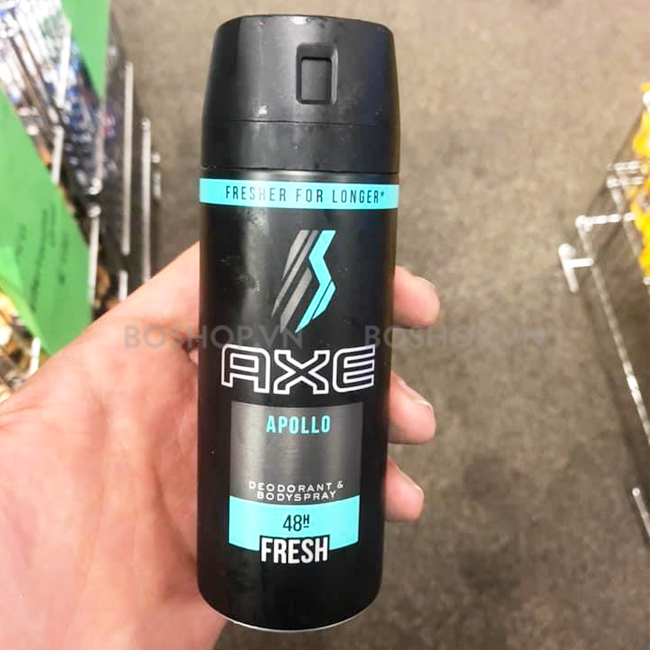 FRESHER FOR LONGER*
BOSHOP.VN BOSHOP.VN
AXE
APOLLO
DEODORANT &
BODYSPRAY
48H
FRESH